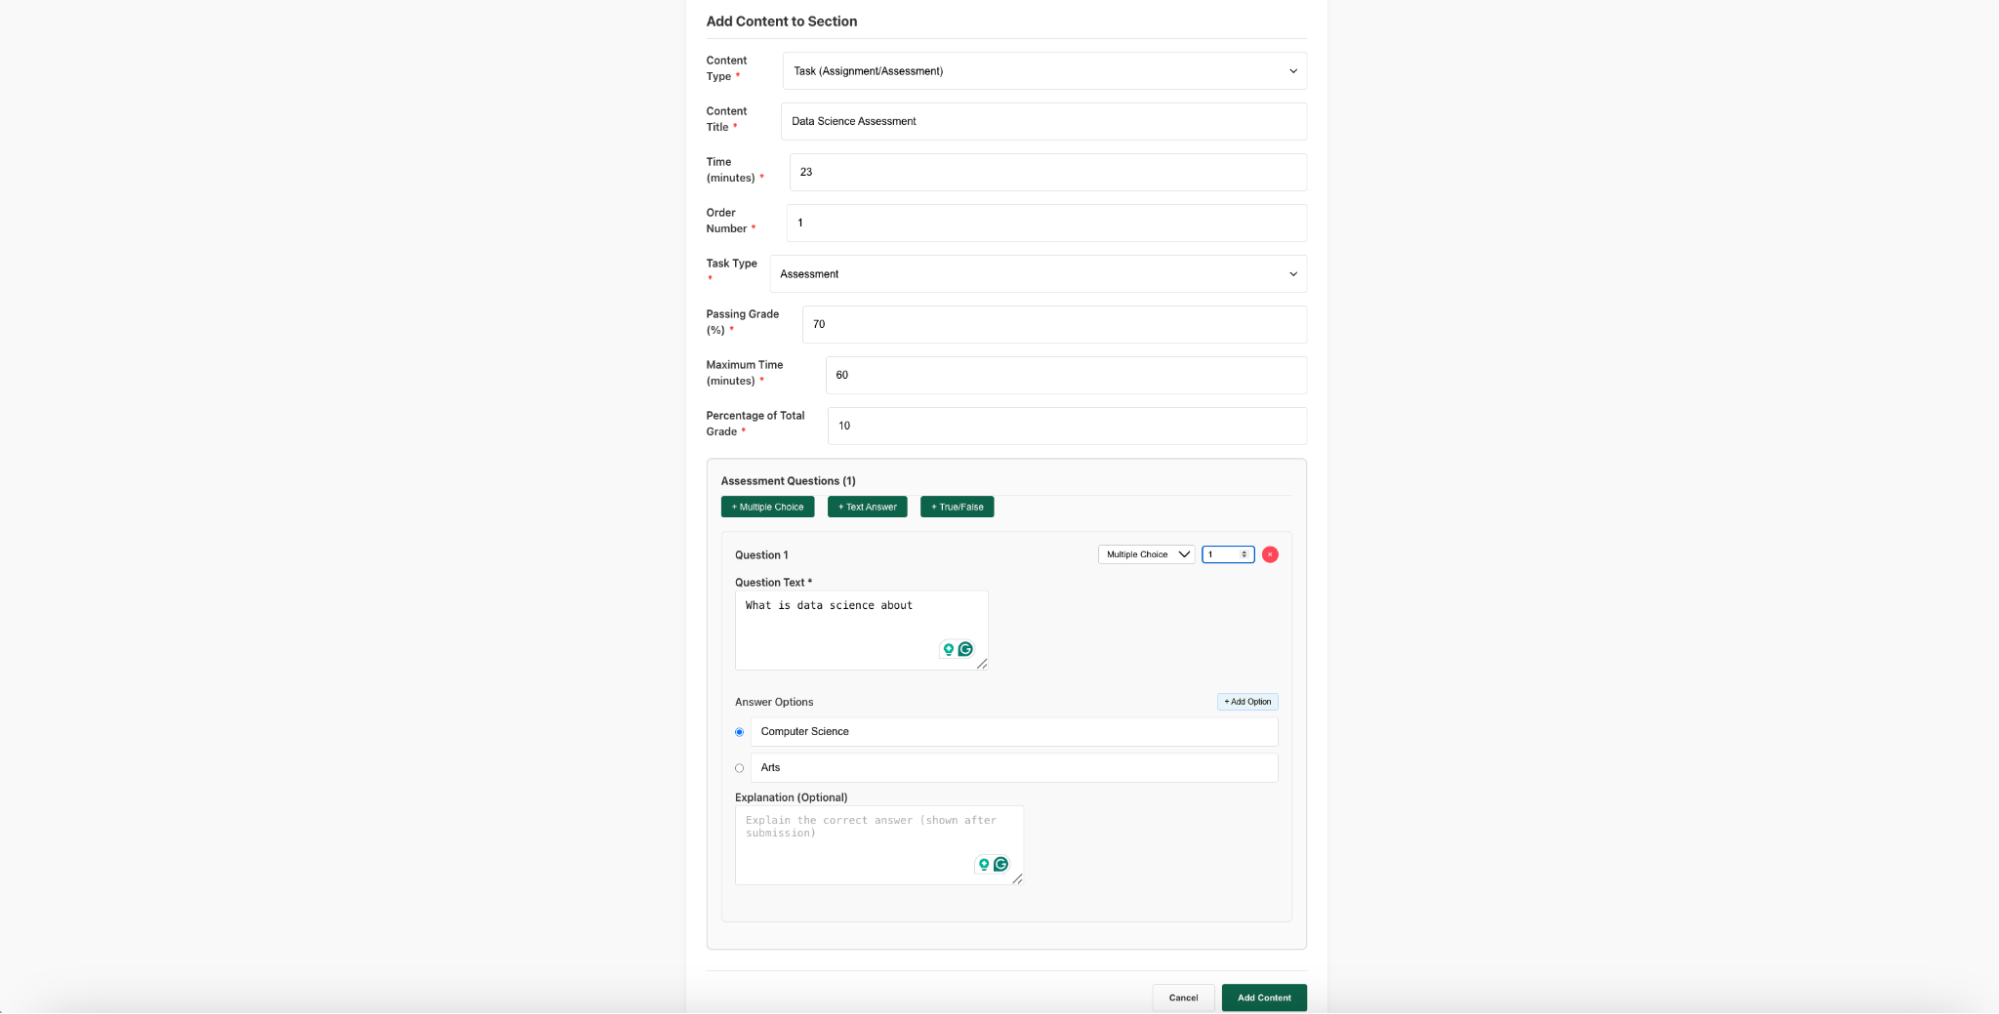 Add Content to Section
Content
Type *
Task (Assignment/Assessment)
Content
Title *
Data Science Assessment
Time
(minutes) *
23
Order
Number *
1
Task Type
*
Assessment
Passing Grade
(%) *
70
Maximum Time
(minutes) *
60
Percentage of Total
Grade *
10
Assessment Questions (1)
+ Multiple Choice + Text Answer + True/False
Question 1 Multiple Choice 1 ×
Question Text *
What is data science about
Answer Options + Add Option
Computer Science
Arts
Explanation (Optional)
Explain the correct answer (shown after
submission)
Cancel Add Content